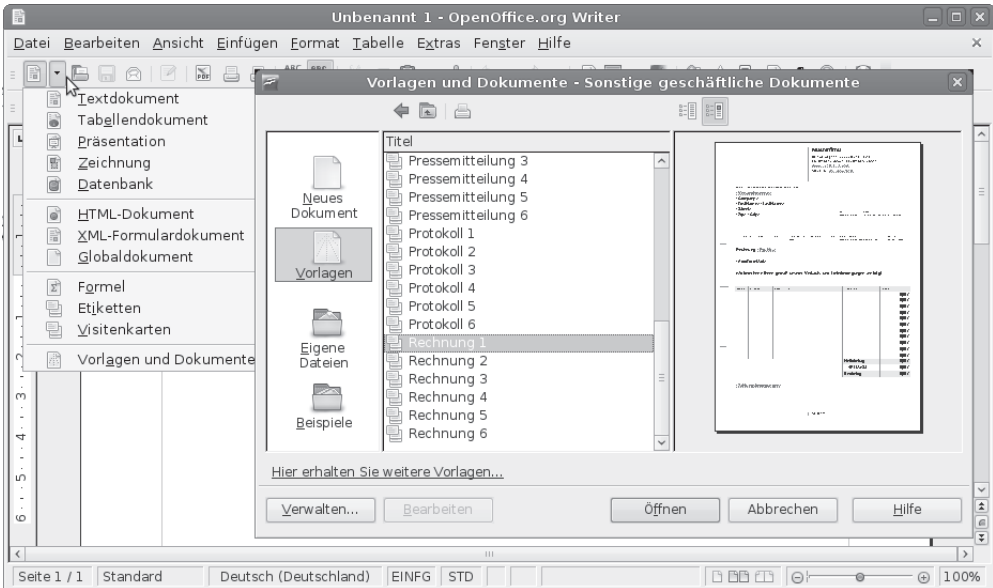 Unbenannt 1 - OpenOffice.org Writer
Datei Bearbeiten Ansicht Einfügen Format Tabelle Extras Fenster Hilfe
Textdokument
Tabellendokument
Präsentation
Zeichnung
Datenbank
HTML-Dokument
XML-Formulardokument
Globaldokument
Formel
Etiketten
Visitenkarten
Vorlagen und Dokumente
Vorlagen und Dokumente - Sonstige geschäftliche Dokumente
Neues
Dokument
Vorlagen
Eigene
Dateien
Beispiele
Titel
Pressemitteilung 3
Pressemitteilung 4
Pressemitteilung 5
Pressemitteilung 6
Protokoll 1
Protokoll 2
Protokoll 3
Protokoll 4
Protokoll 5
Protokoll 6
Rechnung 1
Rechnung 2
Rechnung 3
Rechnung 4
Rechnung 5
Rechnung 6
Hier erhalten Sie weitere Vorlagen...
Verwalten... Bearbeiten Öffnen Abbrechen Hilfe
3 4 5 6
Seite 1 / 1 Standard Deutsch (Deutschland) EINFG STD 100%